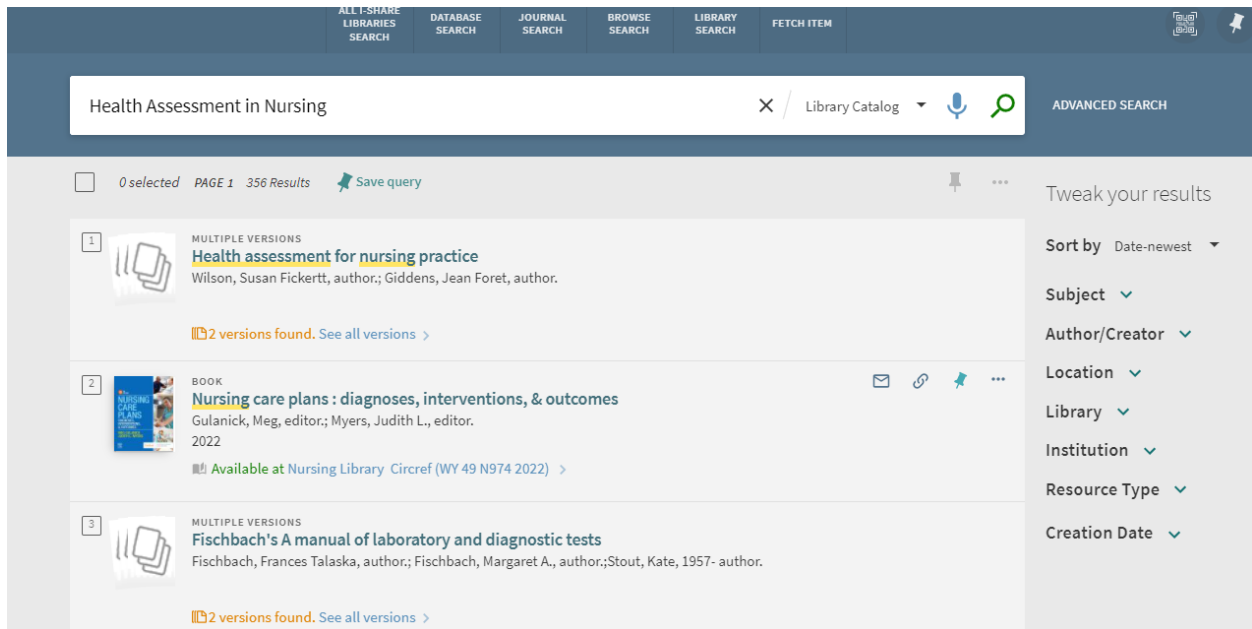 ALL I-SHARE
LIBRARIES
SEARCH
DATABASE
SEARCH
JOURNAL
SEARCH
BROWSE
SEARCH
LIBRARY
SEARCH
FETCH ITEM
Health Assessment in Nursing
Library Catalog
ADVANCED SEARCH
0 selected PAGE 1 356 Results Save query
1
MULTIPLE VERSIONS
Health assessment for nursing practice
Wilson, Susan Fickertt, author.; Giddens, Jean Foret, author.
2 versions found. See all versions
2
BOOK
Nursing care plans : diagnoses, interventions, & outcomes
Gulanick, Meg, editor.; Myers, Judith L., editor.
2022
Available at Nursing Library Circref (WY 49 N974 2022)
NURSING
CARE
PLANS
3
MULTIPLE VERSIONS
Fischbach's A manual of laboratory and diagnostic tests
Fischbach, Frances Talaska, author.; Fischbach, Margaret A., author.;Stout, Kate, 1957- author.
2 versions found. See all versions
Tweak your results
Sort by Date-newest
Subject
Author/Creator
Location
Library
Institution
Resource Type
Creation Date